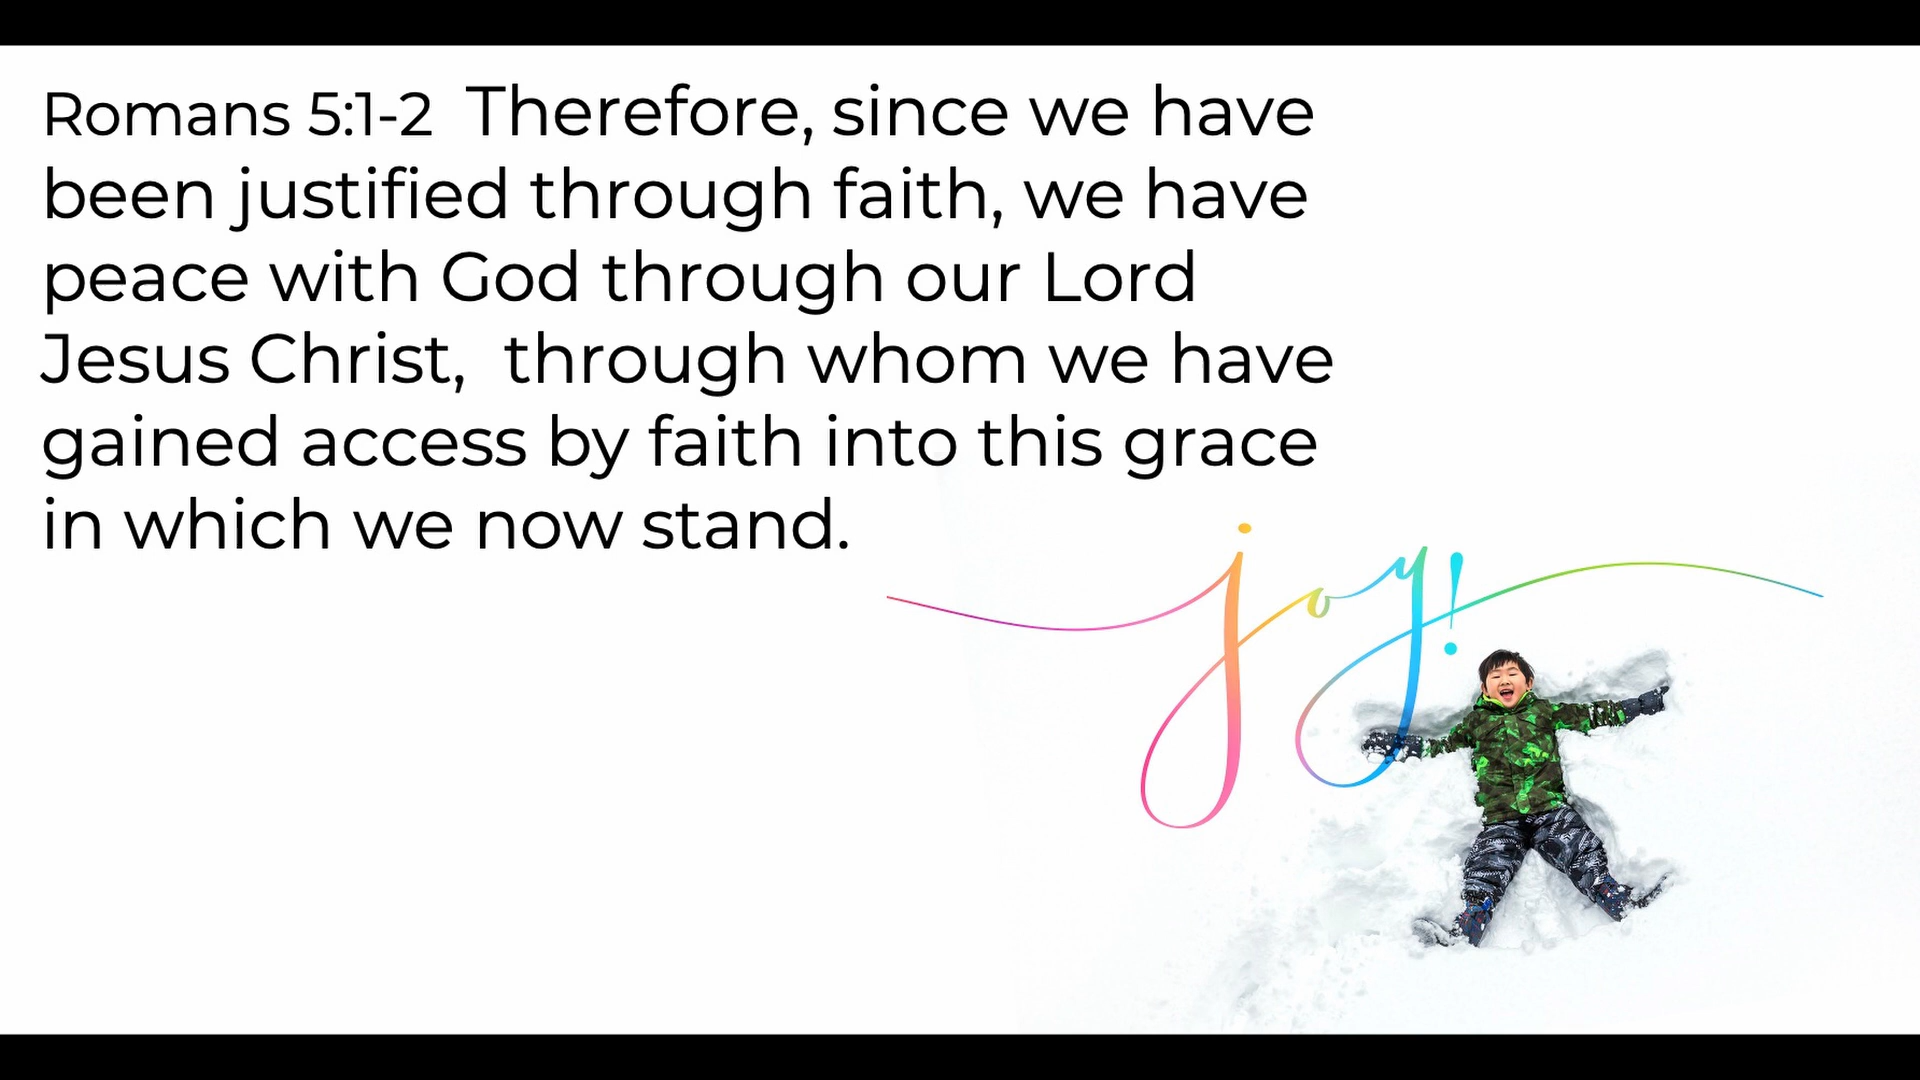 Romans 5:1-2  Therefore, since we have
been justified through faith, we have
peace with God through our Lord
Jesus Christ,  through whom we have
gained access by faith into this grace
in which we now stand.
joy!